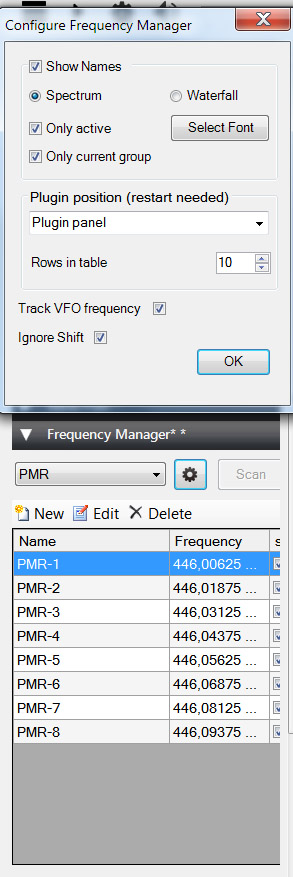 Configure Frequency Manager
Show Names
Spectrum Waterfall
Only active Select Font
Only current group
Plugin position (restart needed)
Plugin panel
Rows in table 10
Track VFO frequency
Ignore Shift
OK
Frequency Manager* *
PMR Scan
New Edit Delete
Name Frequency s
PMR-1 446,00625 ...
PMR-2 446,01875 ...
PMR-3 446,03125 ...
PMR-4 446,04375 ...
PMR-5 446,05625 ...
PMR-6 446,06875 ...
PMR-7 446,08125 ...
PMR-8 446,09375 ...